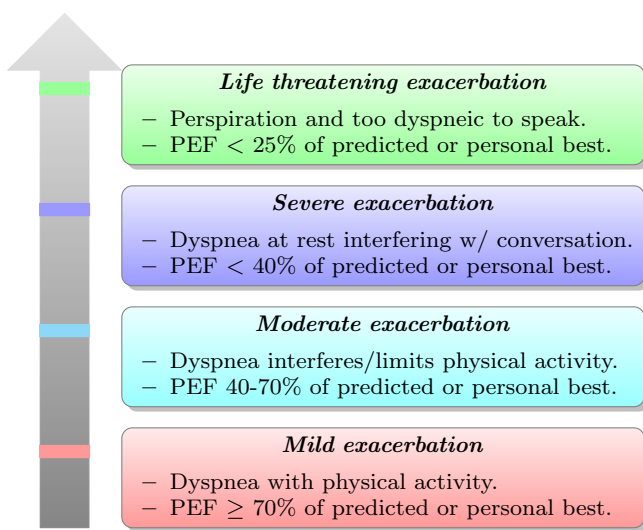 Life threatening exacerbation
– Perspiration and too dyspneic to speak.
– PEF < 25% of predicted or personal best.
Severe exacerbation
– Dyspnea at rest interfering w/ conversation.
– PEF < 40% of predicted or personal best.
Moderate exacerbation
– Dyspnea interferes/limits physical activity.
– PEF 40-70% of predicted or personal best.
Mild exacerbation
– Dyspnea with physical activity.
– PEF ≥ 70% of predicted or personal best.